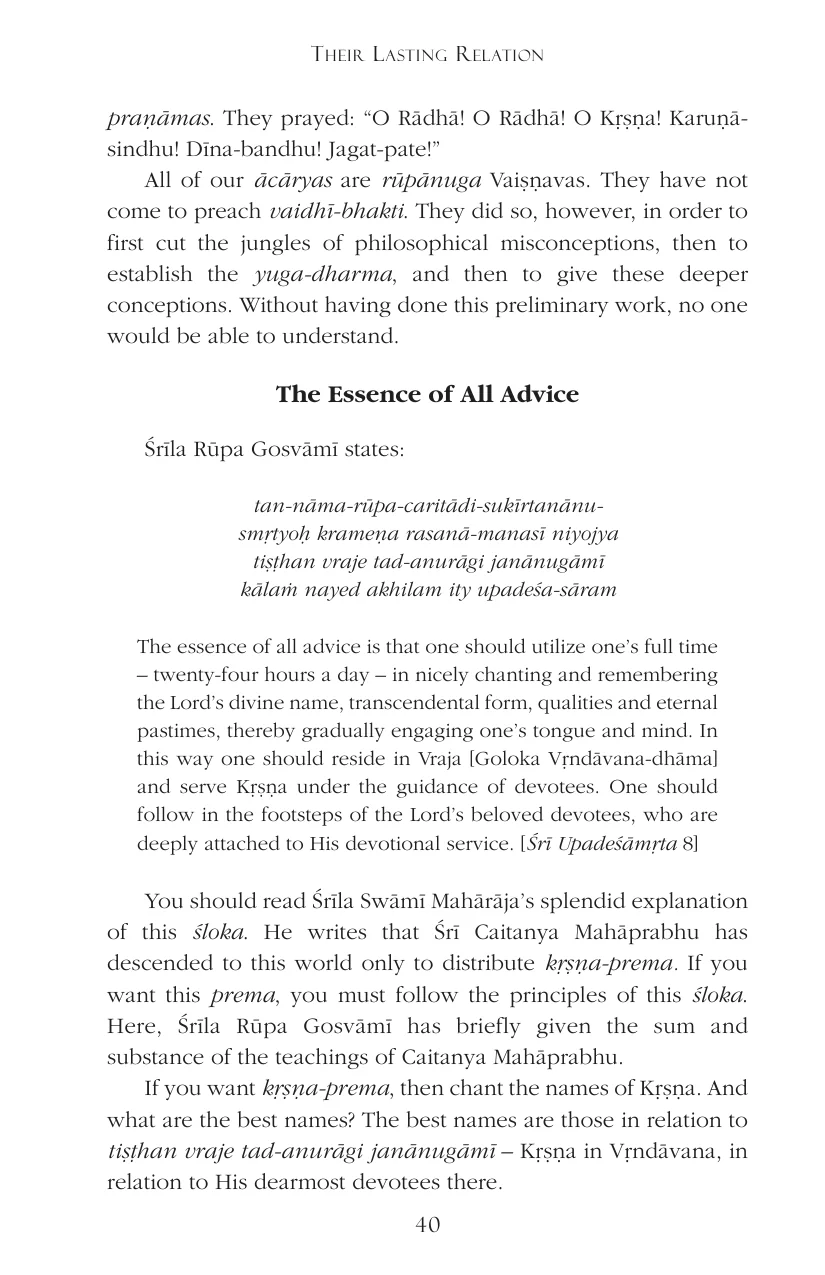 Their Lasting Relation
praṇāmas. They prayed: “O Rādhā! O Rādhā! O Kṛṣṇa! Karuṇā-
sindhu! Dīna-bandhu! Jagat-pate!”
All of our ācāryas are rūpānuga Vaiṣṇavas. They have not
come to preach vaidhī-bhakti. They did so, however, in order to
first cut the jungles of philosophical misconceptions, then to
establish the yuga-dharma, and then to give these deeper
conceptions. Without having done this preliminary work, no one
would be able to understand.
The Essence of All Advice
Śrīla Rūpa Gosvāmī states:
tan-nāma-rūpa-caritādi-sukīrtanānu-
smṛtyoḥ krameṇa rasanā-manasī niyojya
tiṣṭhan vraje tad-anurāgi janānugāmī
kālaṁ nayed akhilam ity upadeśa-sāram
The essence of all advice is that one should utilize one’s full time
– twenty-four hours a day – in nicely chanting and remembering
the Lord’s divine name, transcendental form, qualities and eternal
pastimes, thereby gradually engaging one’s tongue and mind. In
this way one should reside in Vraja [Goloka Vṛndāvana-dhāma]
and serve Kṛṣṇa under the guidance of devotees. One should
follow in the footsteps of the Lord’s beloved devotees, who are
deeply attached to His devotional service. [Śrī Upadeśāmṛta 8]
You should read Śrīla Swāmī Mahārāja’s splendid explanation
of this śloka. He writes that Śrī Caitanya Mahāprabhu has
descended to this world only to distribute kṛṣṇa-prema. If you
want this prema, you must follow the principles of this śloka.
Here, Śrīla Rūpa Gosvāmī has briefly given the sum and
substance of the teachings of Caitanya Mahāprabhu.
If you want kṛṣṇa-prema, then chant the names of Kṛṣṇa. And
what are the best names? The best names are those in relation to
tiṣṭhan vraje tad-anurāgi janānugāmī – Kṛṣṇa in Vṛndāvana, in
relation to His dearmost devotees there.
40